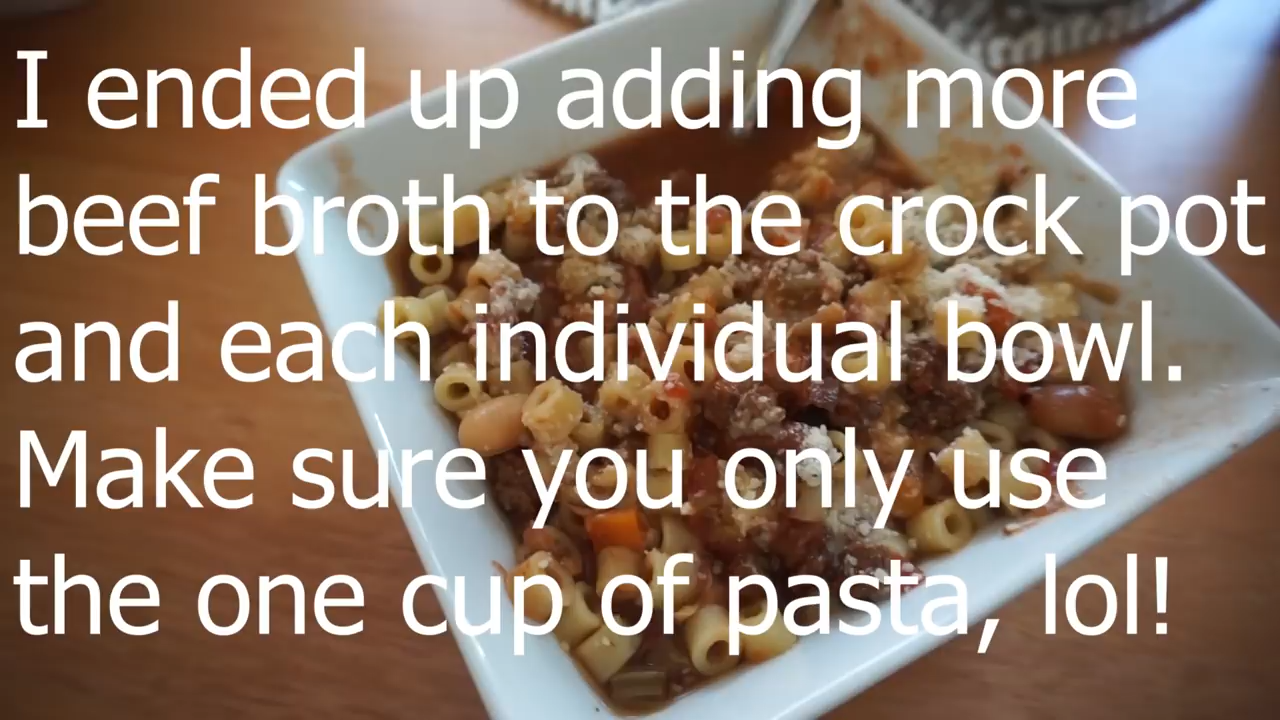 I ended up adding more
beef broth to the crock pot
and each individual bowl.
Make sure you only use
the one cup of pasta, lol!